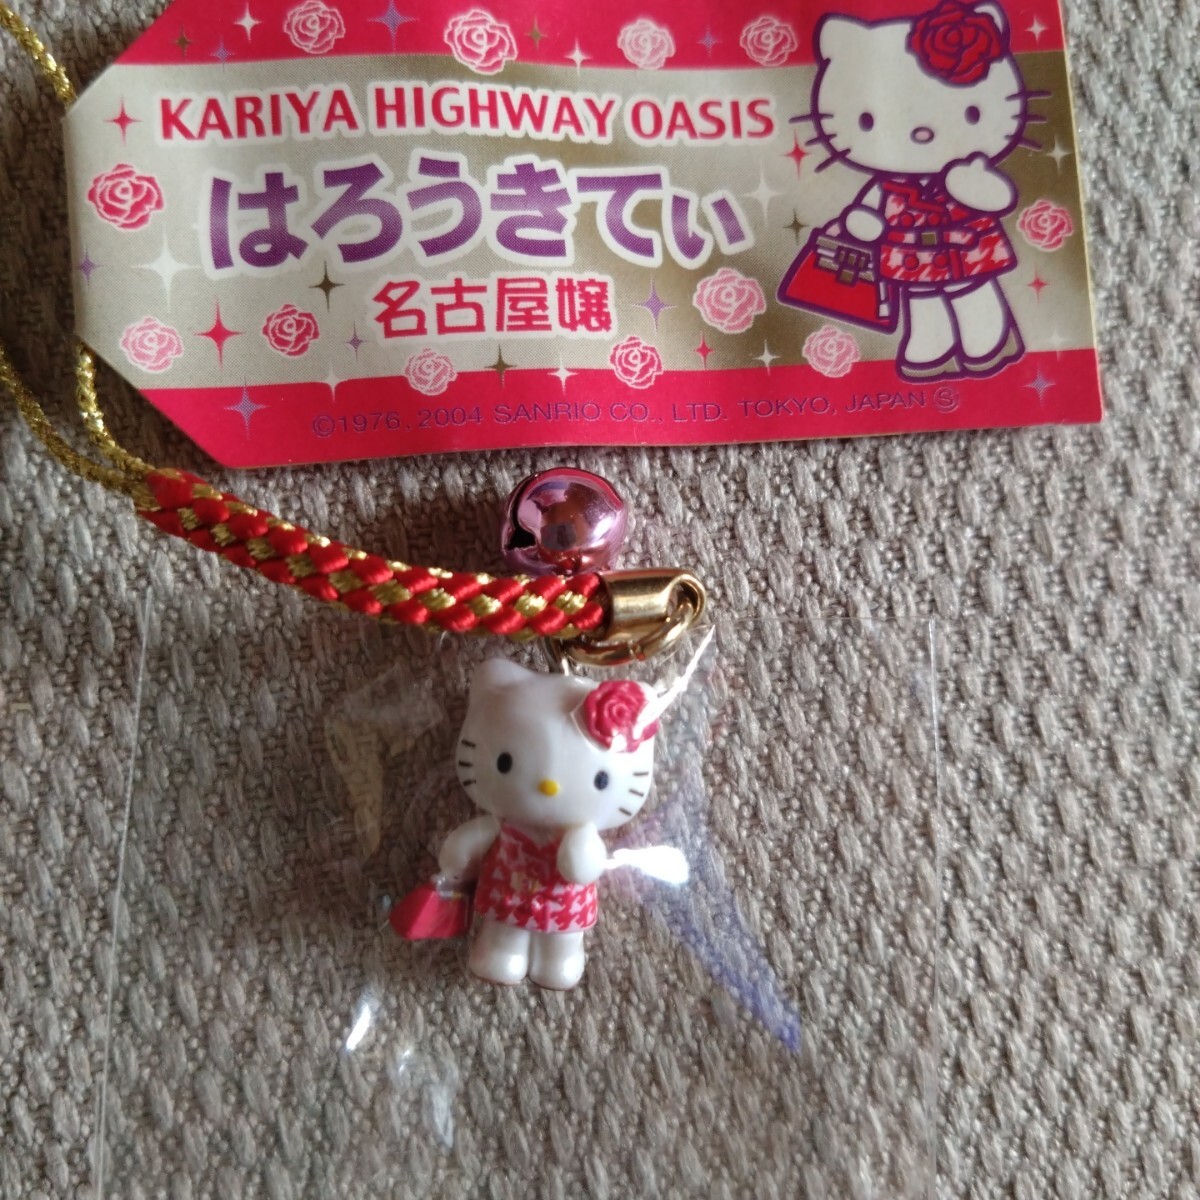 KARIYA HIGHWAY OASIS
はろうきてぃ
名古屋嬢
©1976, 2004 SANRIO CO., LTD. TOKYO, JAPAN Ⓢ